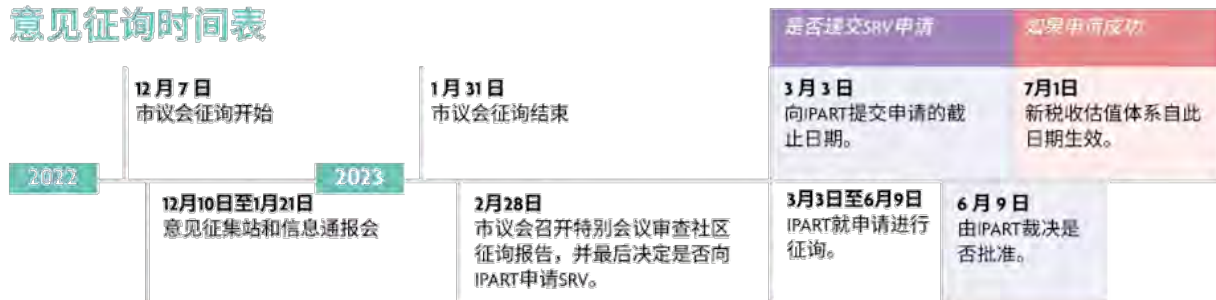 意见征询时间表
是否递交SRV申请
如果申请成功
12 月 7 日
市议会征询开始
1 月 31 日
市议会征询结束
3 月 3 日
向IPART提交申请的截
止日期。
7月1日
新税收估值体系自此
日期生效。
2022
2023
12月10日至1月21日
意见征集站和信息通报会
2月28日
市议会召开特别会议审查社区
征询报告，并最后决定是否向
IPART申请SRV。
3月3日至6月9日
IPART就申请进行
征询。
6 月 9 日
由IPART裁决是
否批准。